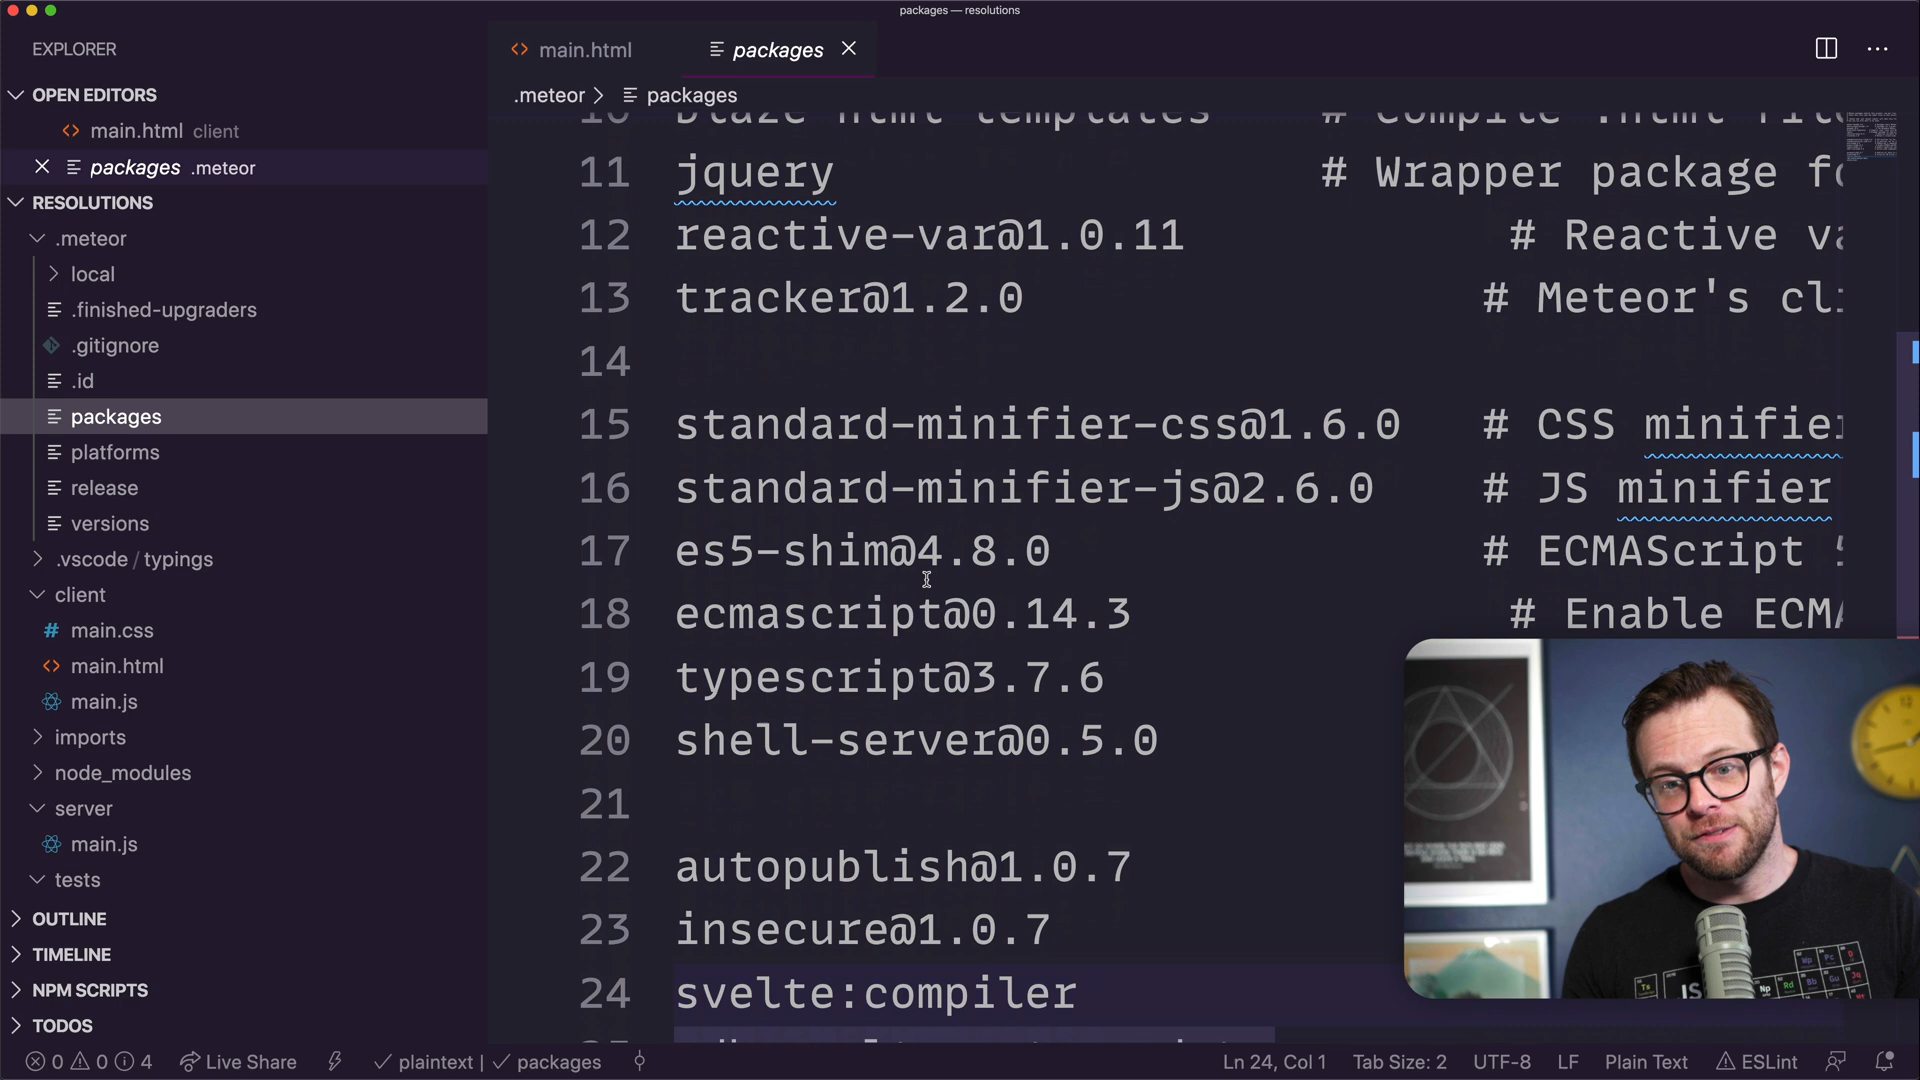 packages — resolutions
EXPLORER
OPEN EDITORS
main.html client
packages .meteor
RESOLUTIONS
.meteor
local
.finished-upgraders
.gitignore
.id
packages
platforms
release
versions
.vscode / typings
client
main.css
main.html
main.js
imports
node_modules
server
main.js
tests
OUTLINE
TIMELINE
NPM SCRIPTS
TODOS
main.html
packages
.meteor > packages
11 jquery # Wrapper package
12 reactive-var@1.0.11 # Reactive
13 tracker@1.2.0 # Meteor's
14
15 standard-minifier-css@1.6.0 # CSS minifier
16 standard-minifier-js@2.6.0 # JS minifier
17 es5-shim@4.8.0 # ECMAScript
18 ecmascript@0.14.3 # Enable
19 typescript@3.7.6
20 shell-server@0.5.0
21
22 autopublish@1.0.7
23 insecure@1.0.7
24 svelte:compiler
0 0 4 Live Share plaintext | packages Ln 24, Col 1 Tab Size: 2 UTF-8 LF Plain Text ESLint